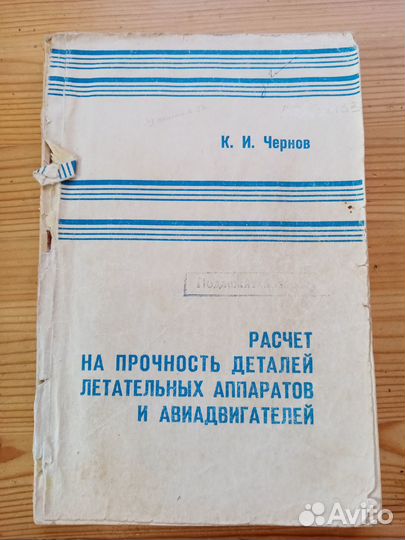 К. И. Чернов
РАСЧЕТ
НА ПРОЧНОСТЬ ДЕТАЛЕЙ
ЛЕТАТЕЛЬНЫХ АППАРАТОВ
И АВИАДВИГАТЕЛЕЙ
Avito